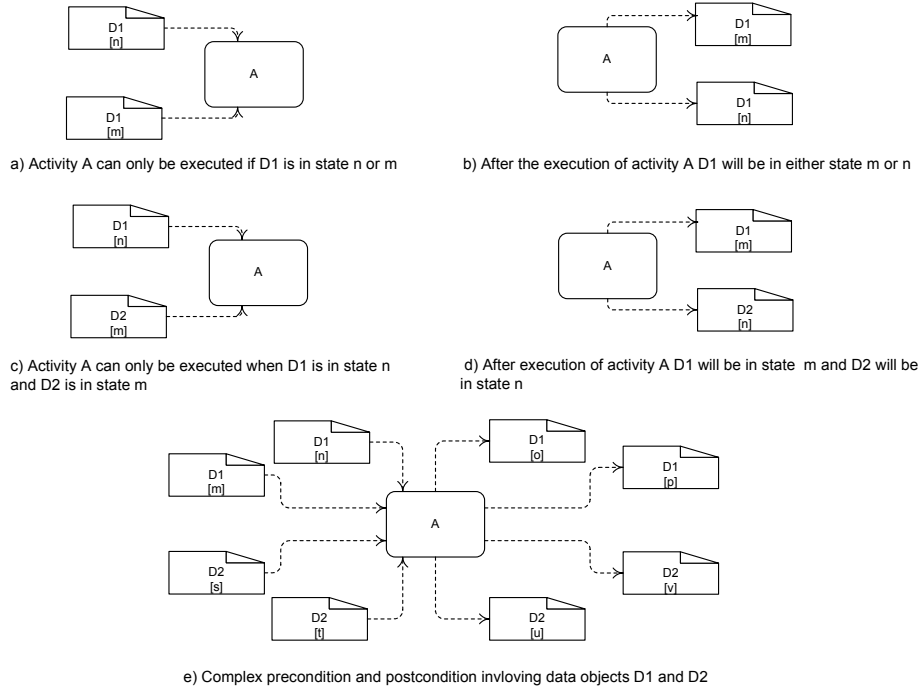 D1
[n]
A
D1
[m]
a) Activity A can only be executed if D1 is in state n or m
D1
[m]
A
D1
[n]
b) After the execution of activity A D1 will be in either state m or n
D1
[n]
A
D2
[m]
c) Activity A can only be executed when D1 is in state n
and D2 is in state m
D1
[m]
A
D2
[n]
d) After execution of activity A D1 will be in state m and D2 will be
in state n
D1
[n]
D1
[o]
D1
[m]
D1
[p]
A
D2
[s]
D2
[v]
D2
[t]
D2
[u]
e) Complex precondition and postcondition invloving data objects D1 and D2